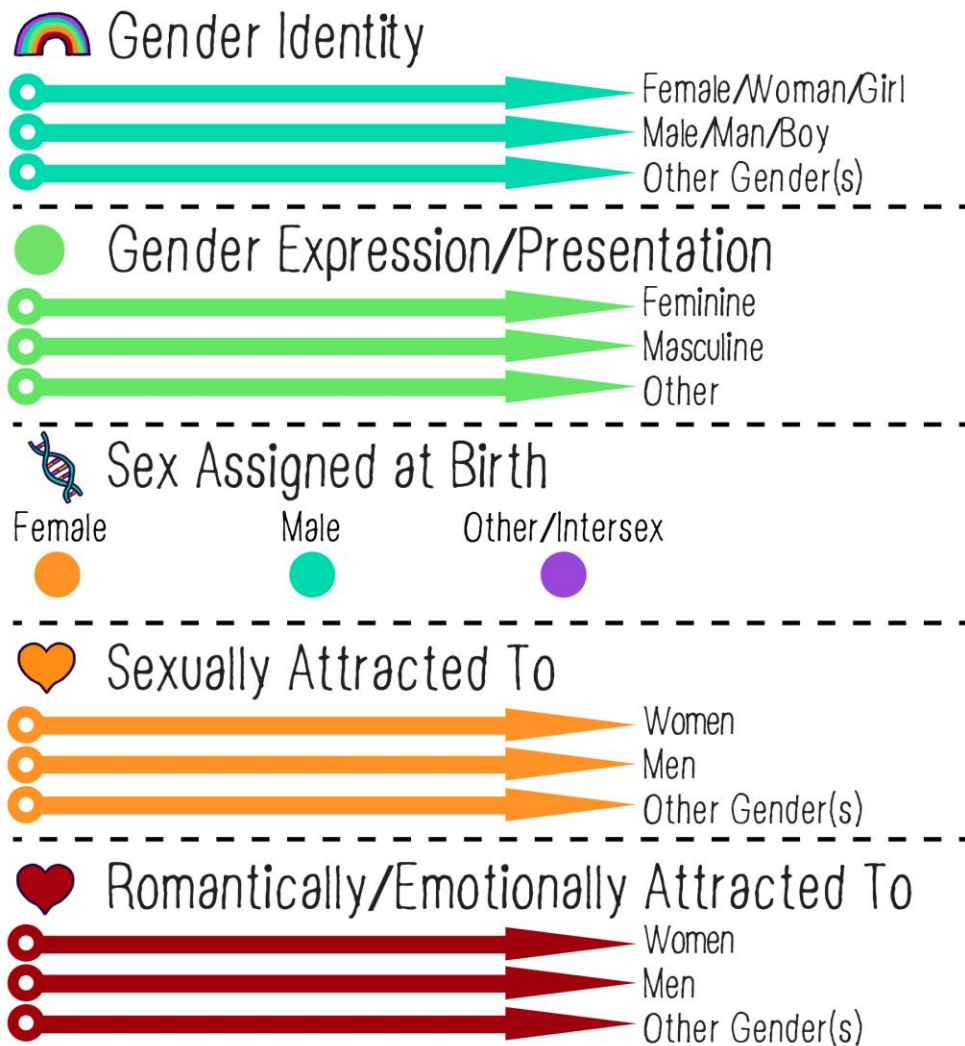 Gender Identity
Female/Woman/Girl
Male/Man/Boy
Other Gender(s)
Gender Expression/Presentation
Feminine
Masculine
Other
Sex Assigned at Birth
Female Male Other/Intersex
Sexually Attracted To
Women
Men
Other Gender(s)
Romantically/Emotionally Attracted To
Women
Men
Other Gender(s)